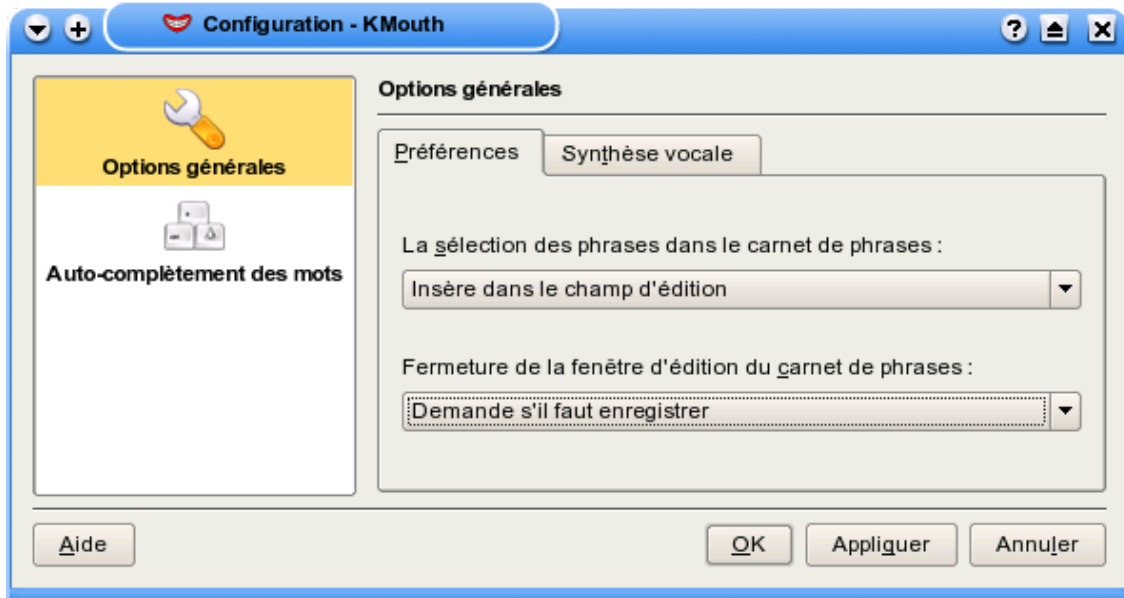 Configuration - KMouth
Options générales
Auto-complètement des mots
Options générales
Préférences
Synthèse vocale
La sélection des phrases dans le carnet de phrases :
Insère dans le champ d'édition
Fermeture de la fenêtre d'édition du carnet de phrases :
Demande s'il faut enregistrer
Aide
OK
Appliquer
Annuler